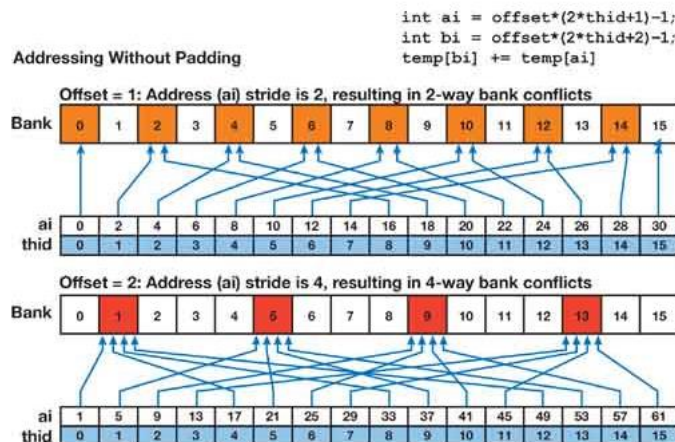 int ai = offset*(2*thid+1)-1;
int bi = offset*(2*thid+2)-1;
temp[bi] += temp[ai]
Addressing Without Padding
Offset = 1: Address (ai) stride is 2, resulting in 2-way bank conflicts
Bank 0 1 2 3 4 5 6 7 8 9 10 11 12 13 14 15
ai 0 2 4 6 8 10 12 14 16 18 20 22 24 26 28 30
thid 0 1 2 3 4 5 6 7 8 9 10 11 12 13 14 15
Offset = 2: Address (ai) stride is 4, resulting in 4-way bank conflicts
Bank 0 1 2 3 4 5 6 7 8 9 10 11 12 13 14 15
ai 1 5 9 13 17 21 25 29 33 37 41 45 49 53 57 61
thid 0 1 2 3 4 5 6 7 8 9 10 11 12 13 14 15